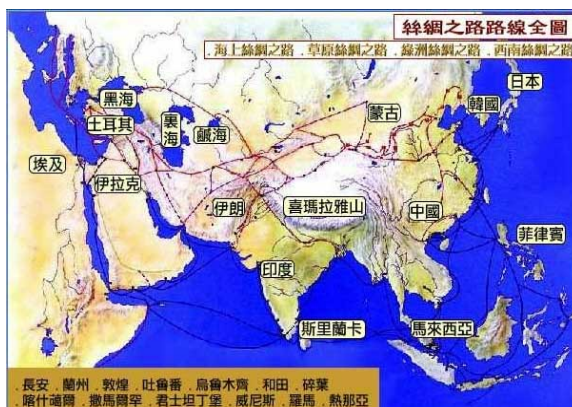 絲綢之路路線全圖
．海上絲綢之路．草原絲綢之路．綠洲絲綢之路．西南絲綢之路
日本
韓國
蒙古
黑海
土耳其
裏海
鹹海
埃及
伊拉克
伊朗
喜瑪拉雅山
中國
菲律賓
印度
斯里蘭卡
馬來西亞
．長安．蘭州．敦煌．吐魯番．烏魯木齊．和田．碎葉
．喀什葛爾．撒馬爾罕．君士坦丁堡．威尼斯．羅馬．熱那亞